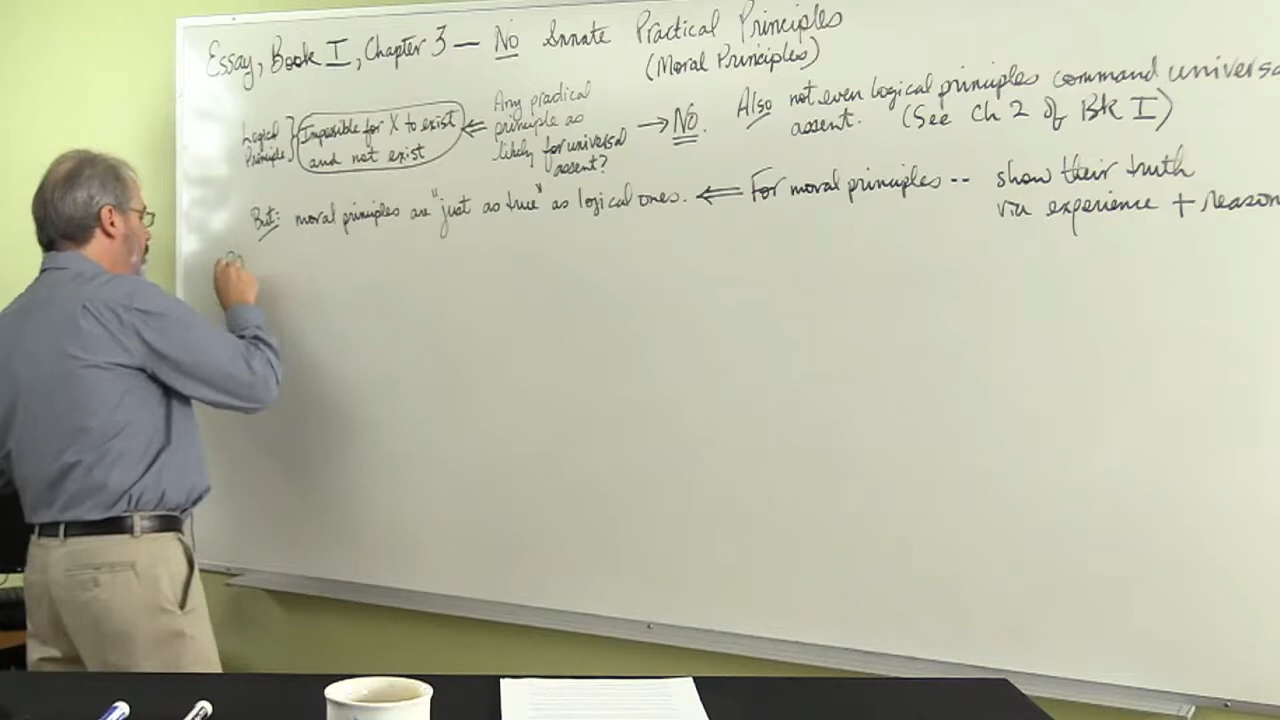 Essay, Book I, Chapter 3 — No Innate Practical Principles
(Moral Principles)
Logical Principle } Impossible for X to exist and not exist
⇐ Any practical principle as likely for universal assent?
→ No.
Also not even logical principles command universa
assent. (See Ch 2 of Bk I)
But: moral principles are "just as true" as logical ones. ⇐ For moral principles -- show their truth
via experience + reason